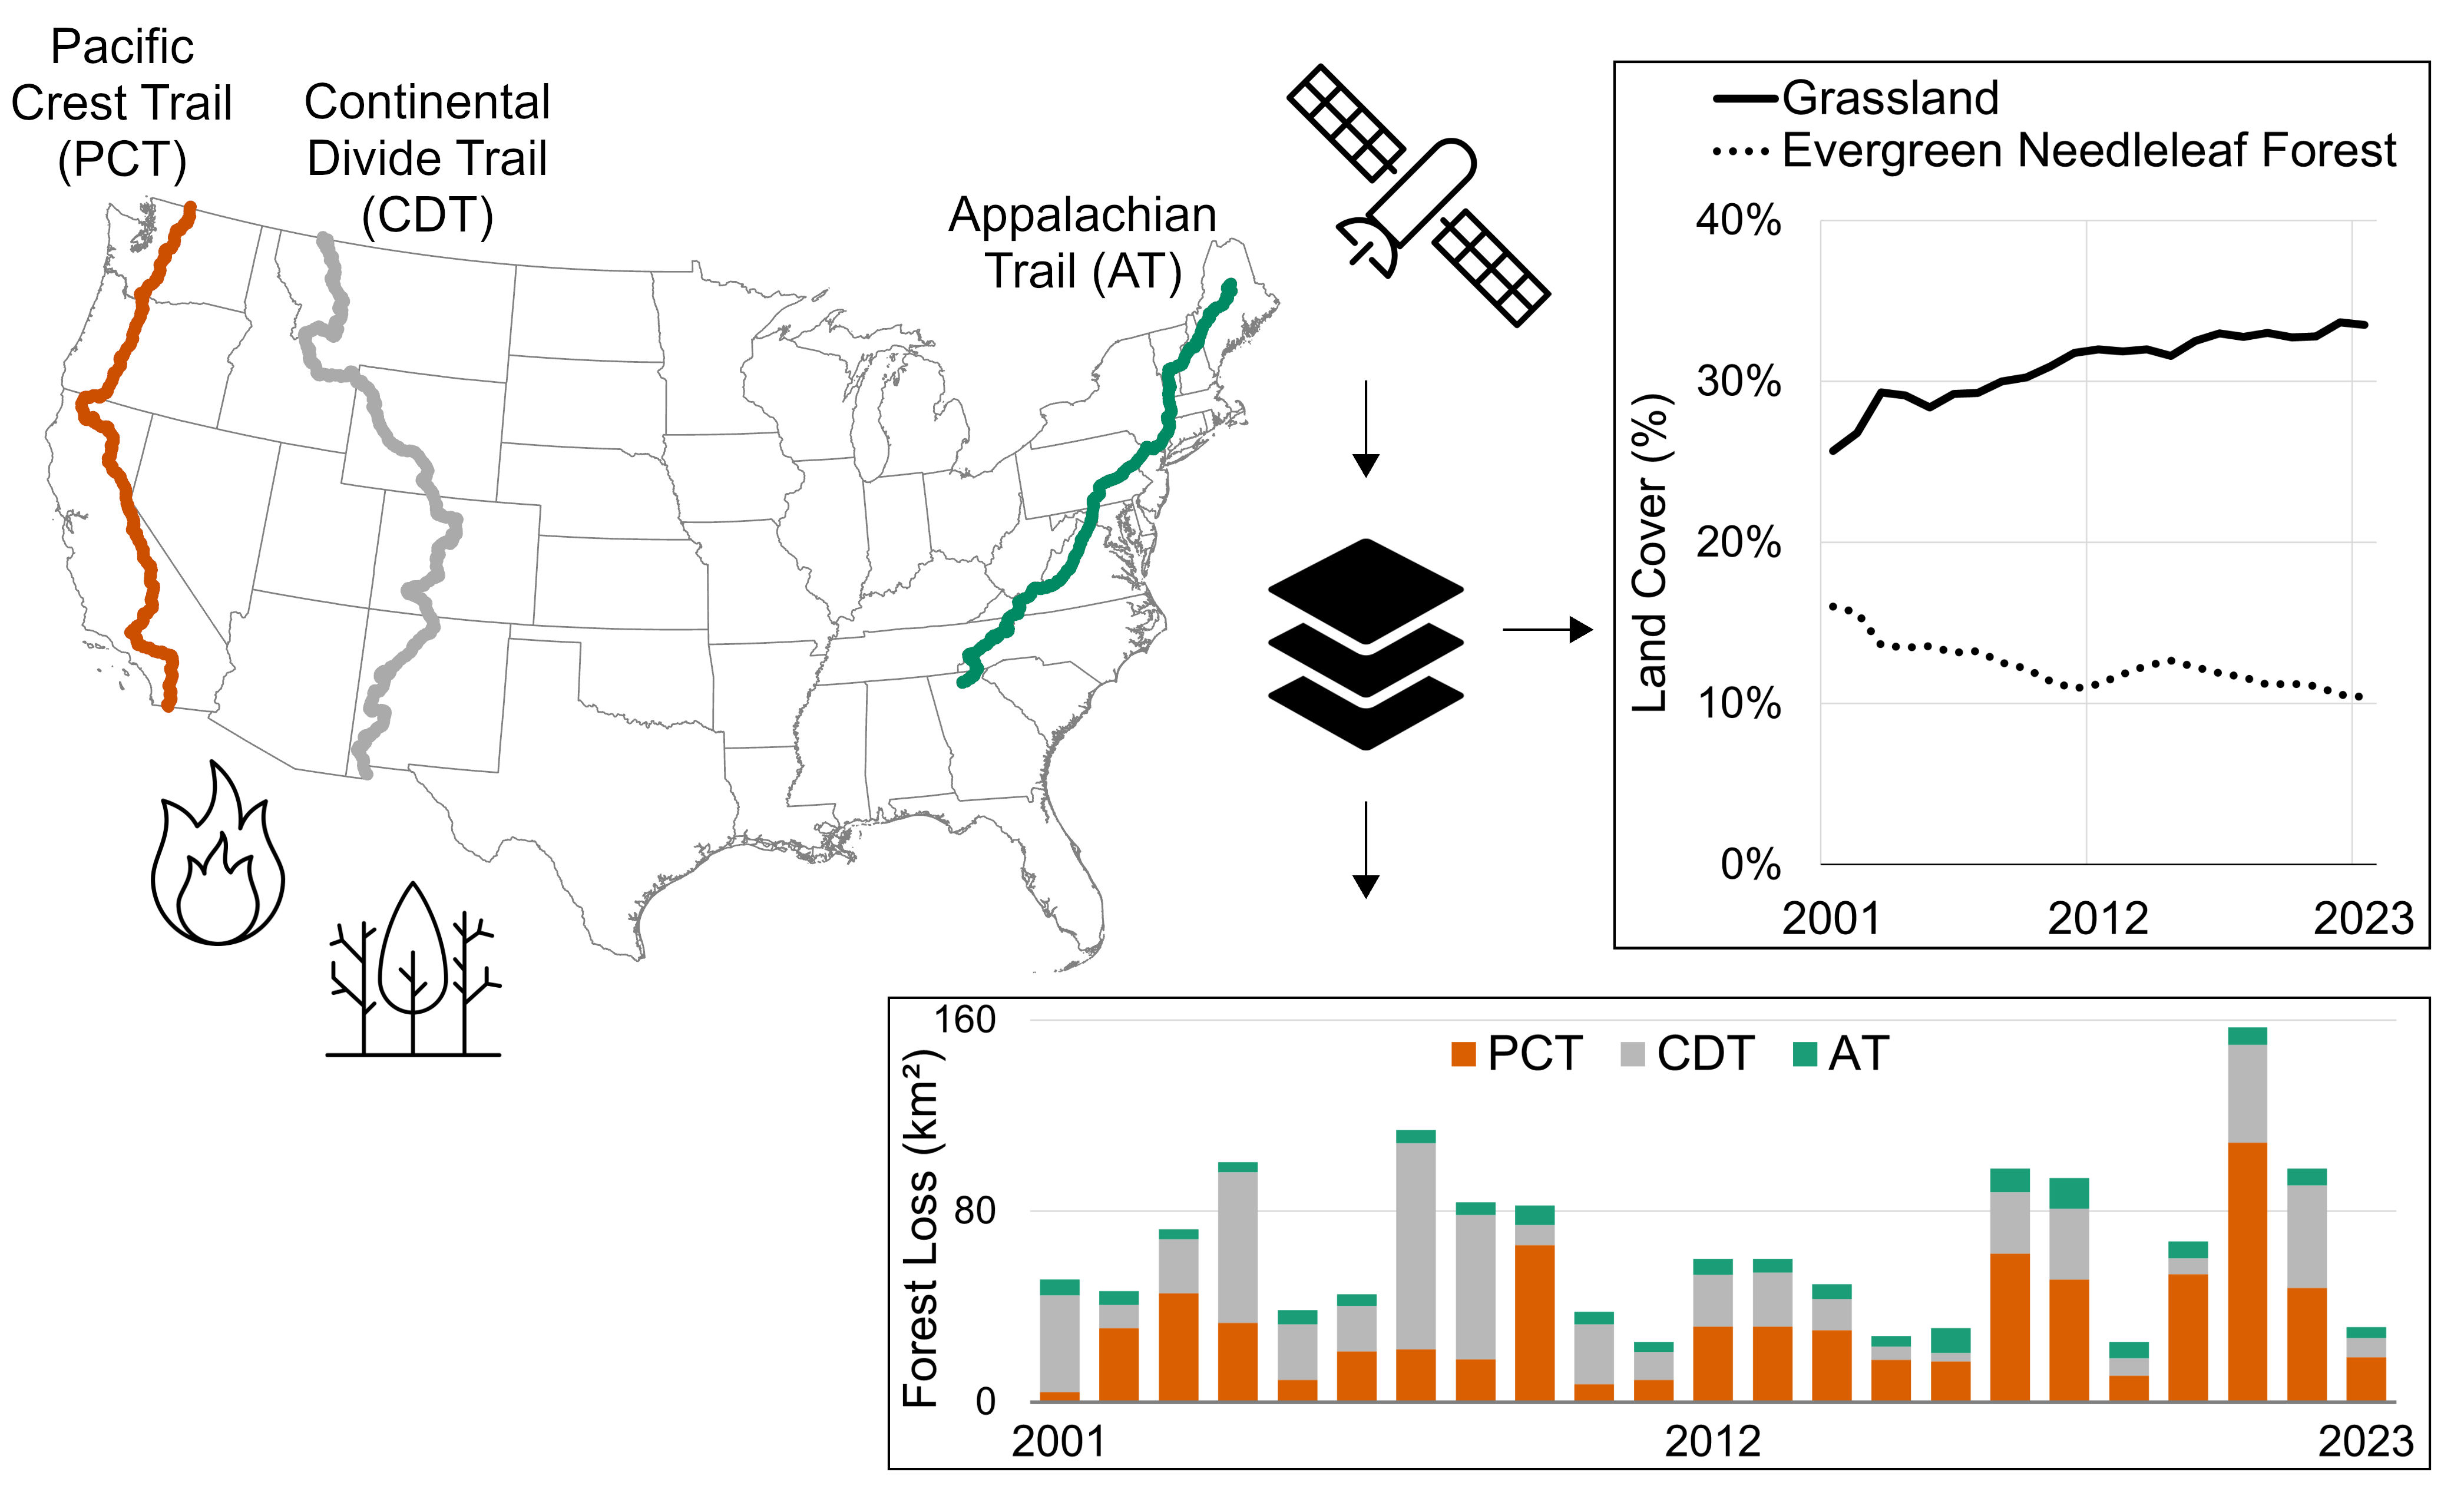 Pacific
Crest Trail
(PCT)
Continental
Divide Trail
(CDT)
Appalachian
Trail (AT)
Grassland
Evergreen Needleleaf Forest
Land Cover (%)
40%
30%
20%
10%
0%
2001 2012 2023
Forest Loss (km²)
160
80
0
PCT CDT AT
2001 2012 2023